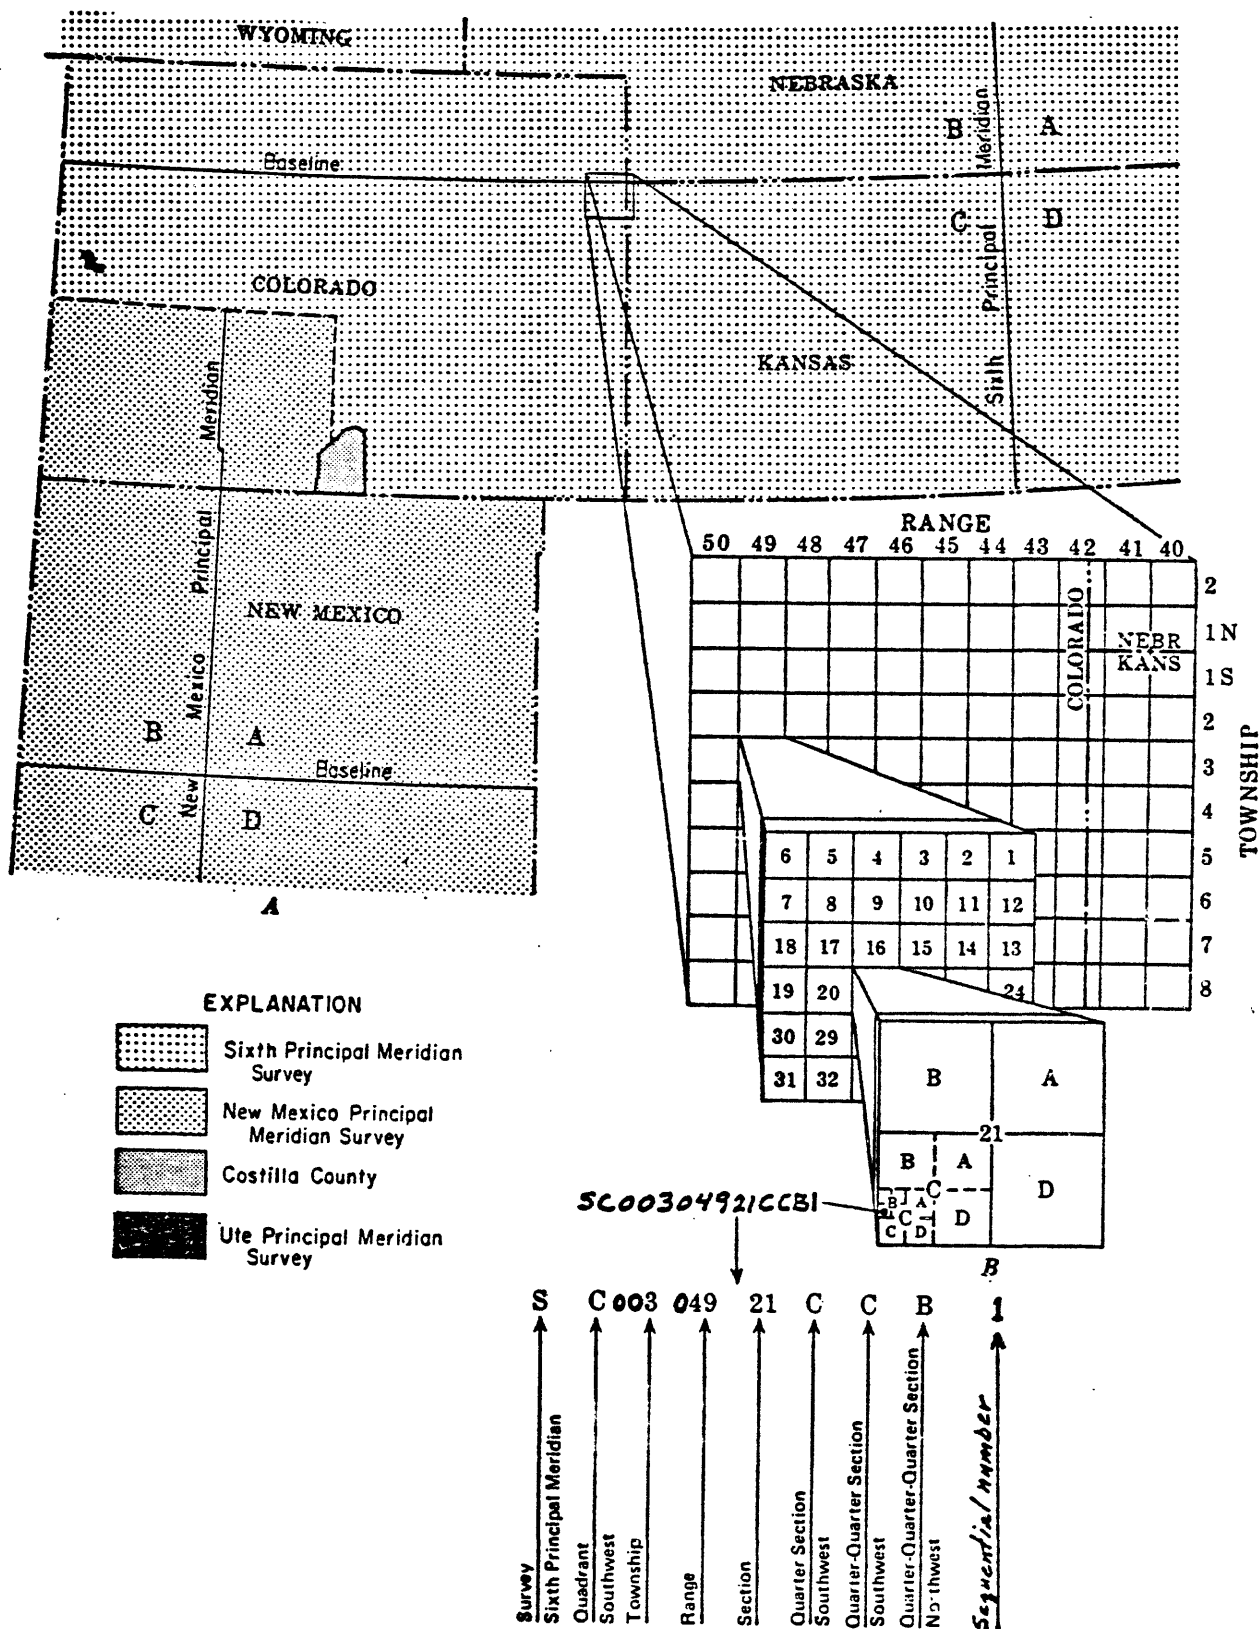 WYOMING
NEBRASKA
B Meridian A
Baseline
C D
Principal
COLORADO
KANSAS
Sixth
Meridian
Principal
NEW MEXICO
Mexico
B A
Baseline
New
C D
A
RANGE
50 49 48 47 46 45 44 43 42 41 40
2
1 N
1 S
2
3
4
5
6
7
8
TOWNSHIP
COLORADO
NEBR
KANS
6 5 4 3 2 1
7 8 9 10 11 12
18 17 16 15 14 13
19 20 24
30 29
31 32
B A
21
B A
C
D
B A
C
C D
D
B
EXPLANATION
Sixth Principal Meridian
Survey
New Mexico Principal
Meridian Survey
Costilla County
Ute Principal Meridian
Survey
SC00304921CCB1
S C 003 049 21 C C B 1
Survey
Sixth Principal Meridian
Quadrant
Southwest
Township
Range
Section
Quarter Section
Southwest
Quarter-Quarter Section
Southwest
Quarter-Quarter-Quarter Section
Northwest
Sequential number